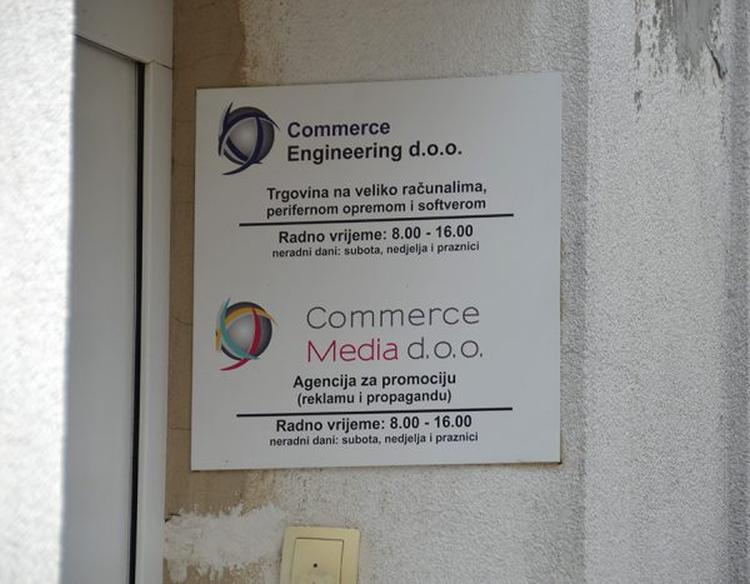 Commerce
Engineering d.o.o.
Trgovina na veliko računalima,
perifernom opremom i softverom
Radno vrijeme: 8.00 - 16.00
neradni dani: subota, nedjelja i praznici
Commerce
Media d.o.o.
Agencija za promociju
(reklamu i propagandu)
Radno vrijeme: 8.00 - 16.00
neradni dani: subota, nedjelja i praznici